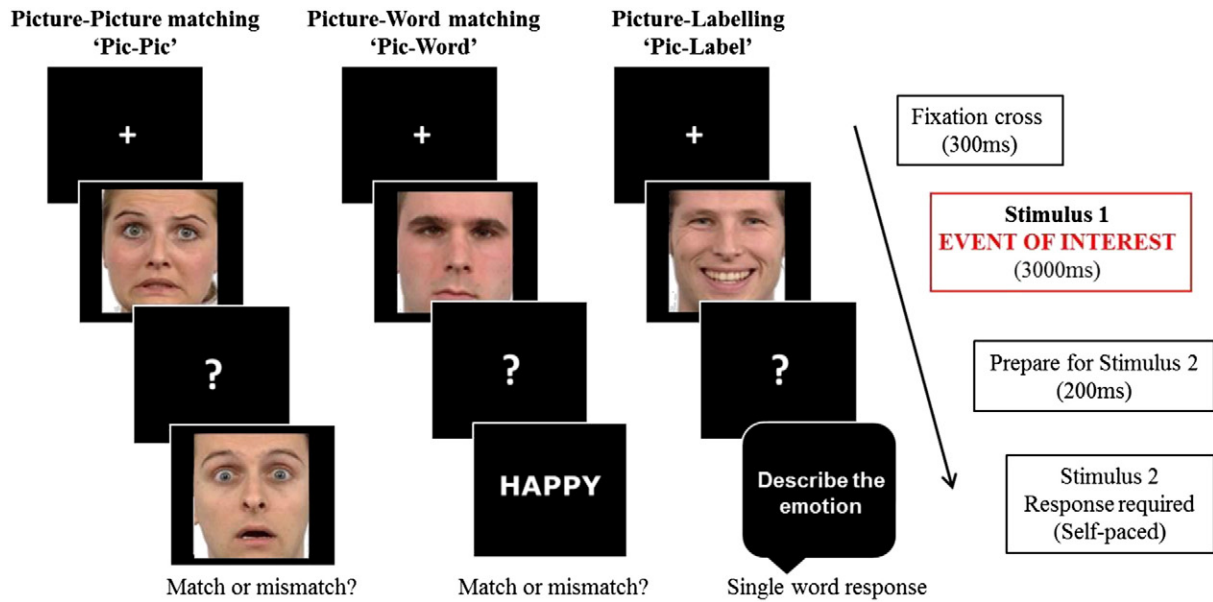 Picture-Picture matching
'Pic-Pic'
Picture-Word matching
'Pic-Word'
Picture-Labelling
'Pic-Label'
+
+
+
Fixation cross
(300ms)
Stimulus 1
EVENT OF INTEREST
(3000ms)
?
?
?
Prepare for Stimulus 2
(200ms)
HAPPY
Describe the
emotion
Stimulus 2
Response required
(Self-paced)
Match or mismatch?
Match or mismatch?
Single word response